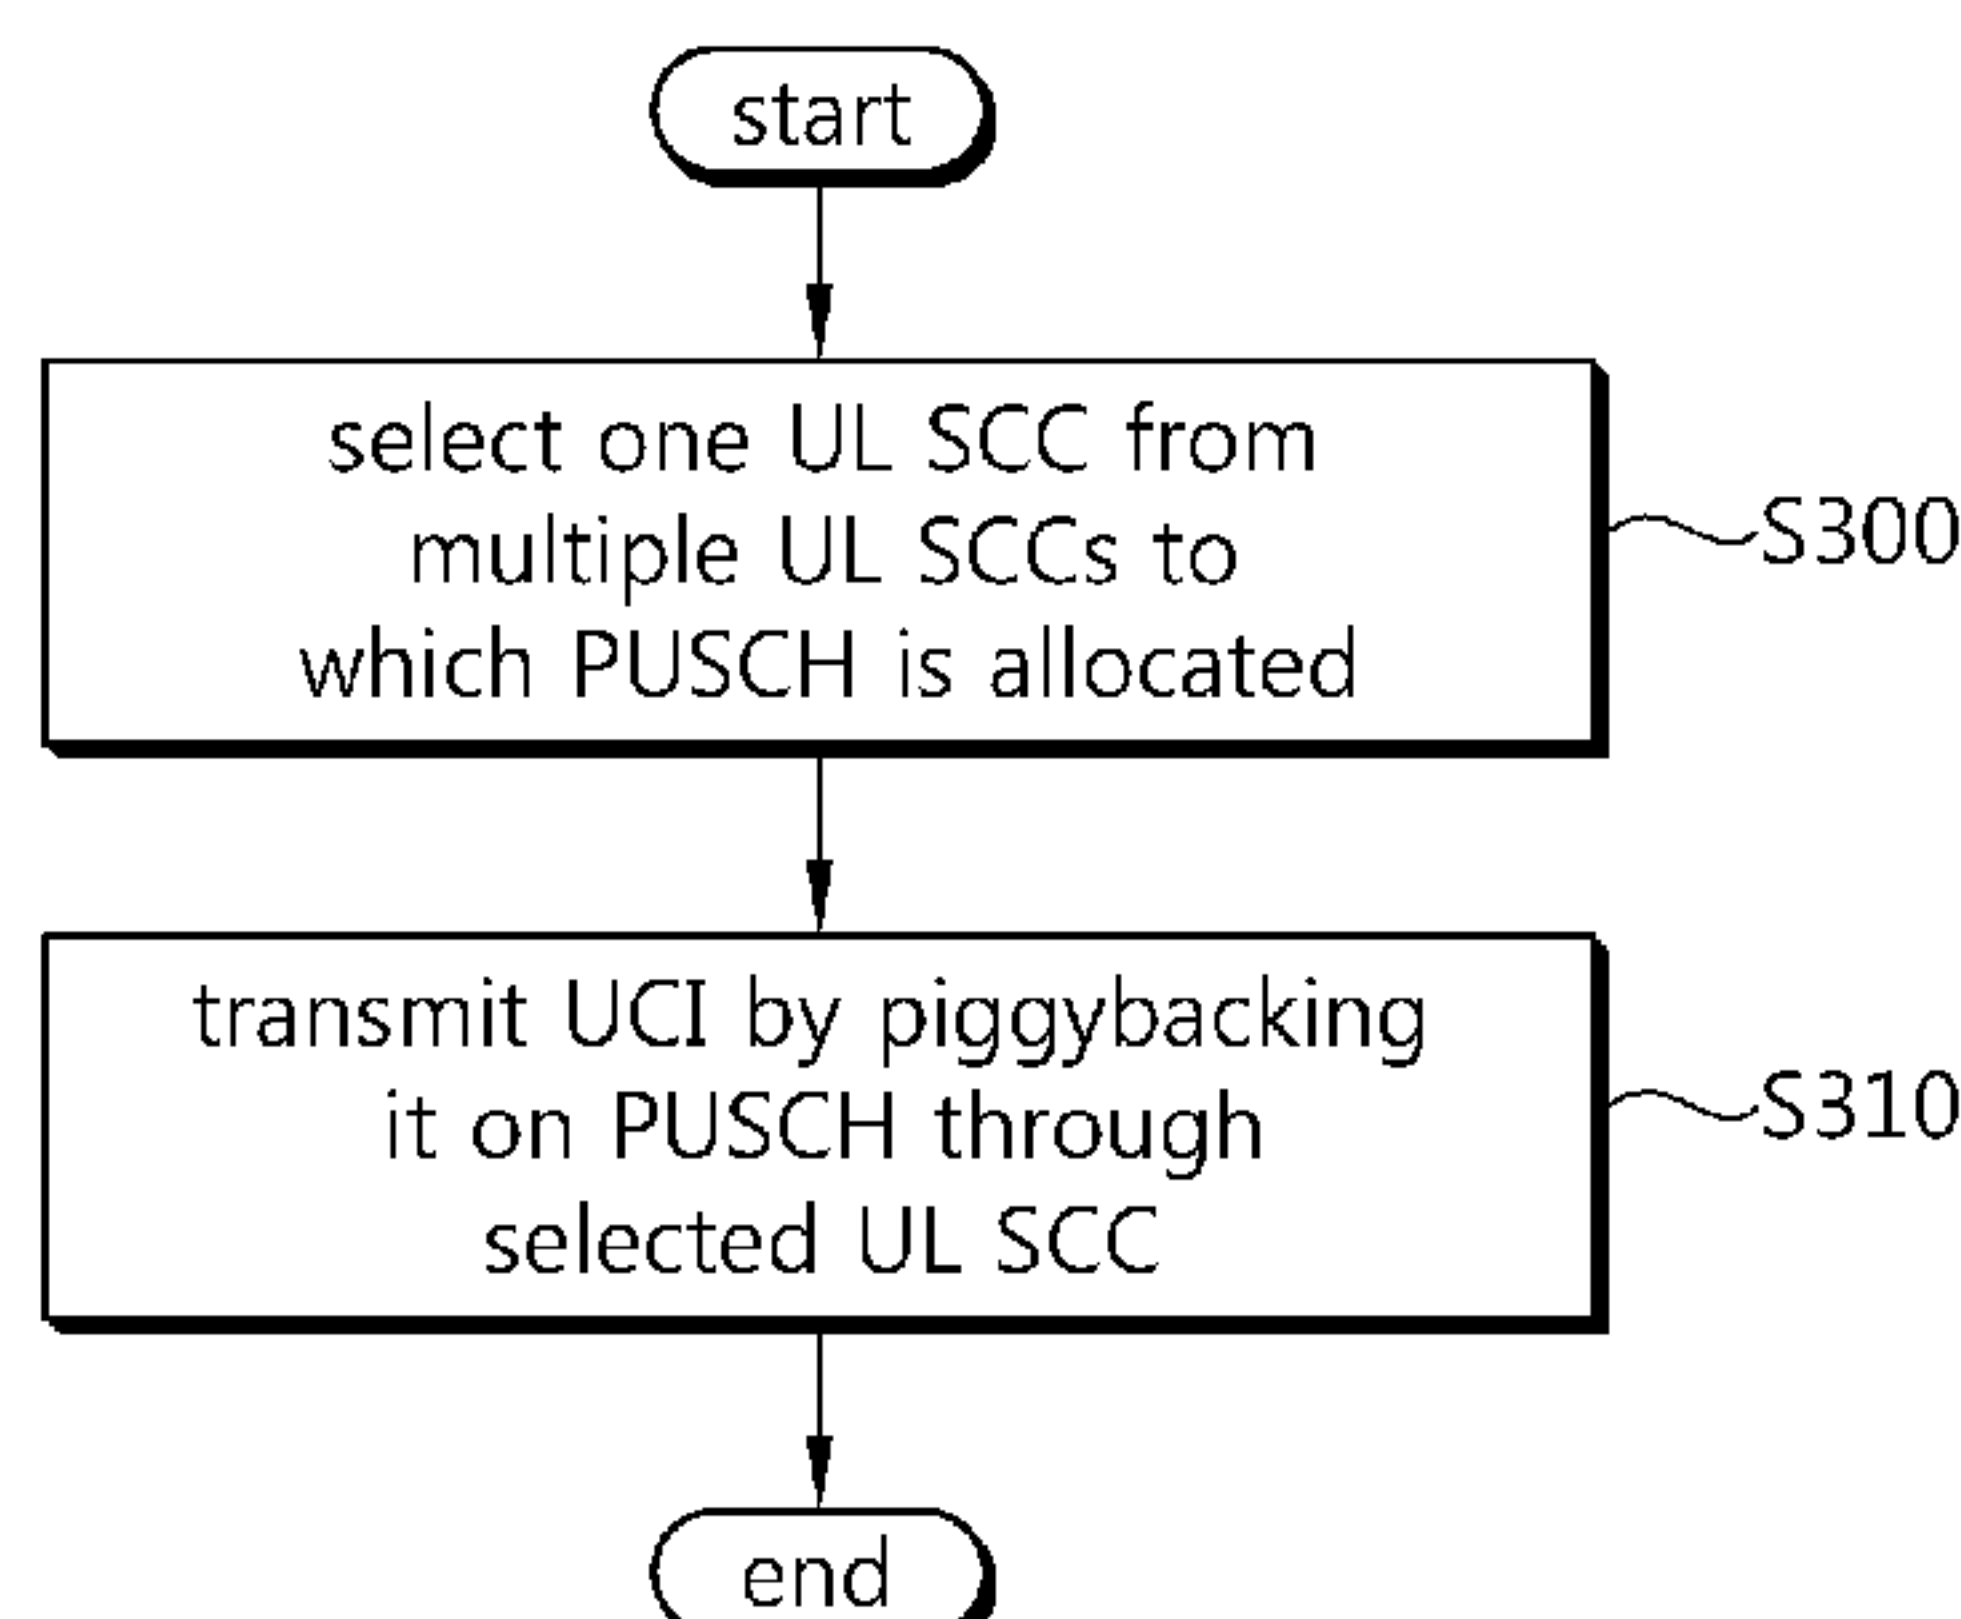 start
select one UL SCC from
multiple UL SCCs to
which PUSCH is allocated
S300
transmit UCI by piggybacking
it on PUSCH through
selected UL SCC
S310
end